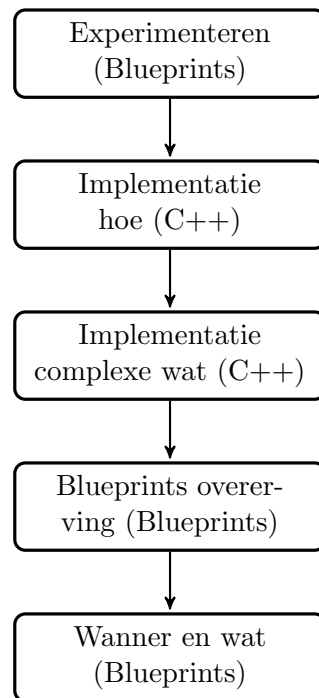 Experimenteren
(Blueprints)
Implementatie
hoe (C++)
Implementatie
complexe wat (C++)
Blueprints overer-
ving (Blueprints)
Wanner en wat
(Blueprints)